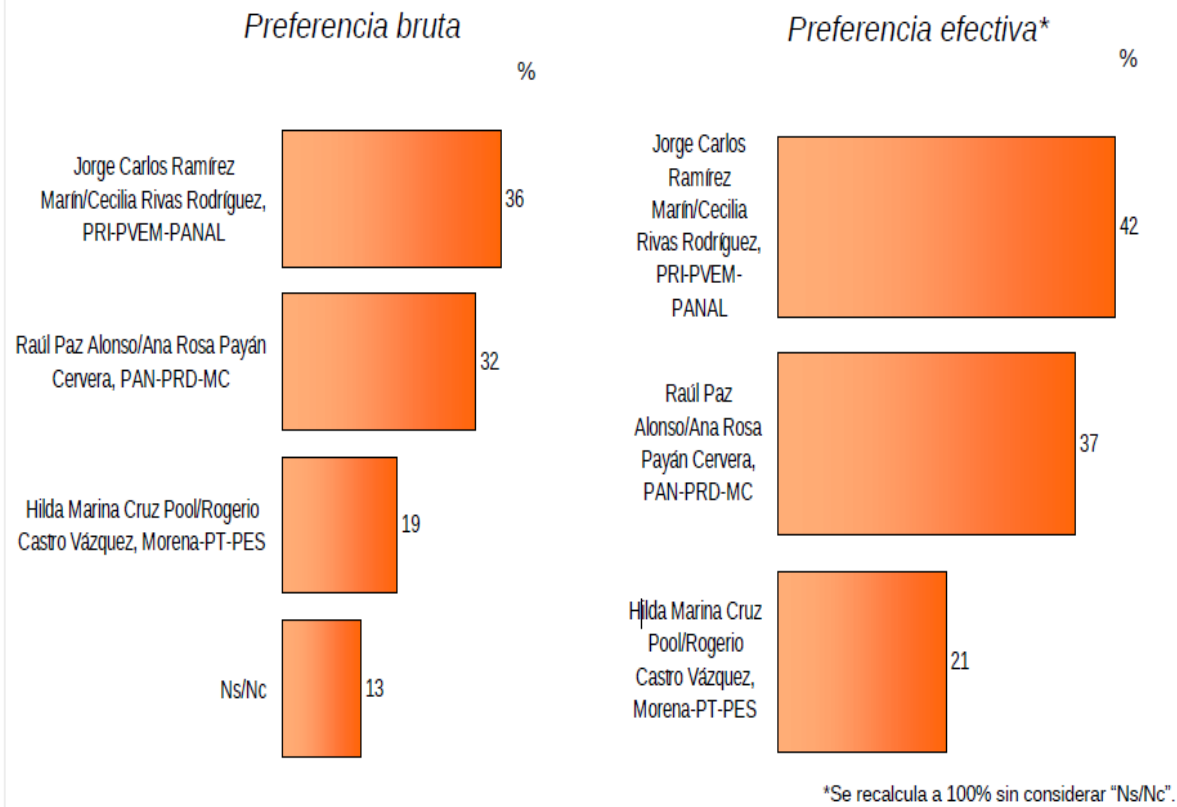 Preferencia bruta
%
Jorge Carlos Ramírez
Marín/Cecilia Rivas Rodríguez,
PRI-PVEM-PANAL
36
Raúl Paz Alonso/Ana Rosa Payán
Cervera, PAN-PRD-MC
32
Hilda Marina Cruz Pool/Rogerio
Castro Vázquez, Morena-PT-PES
19
Ns/Nc
13
Preferencia efectiva*
%
Jorge Carlos
Ramírez
Marín/Cecilia
Rivas Rodríguez,
PRI-PVEM-
PANAL
42
Raúl Paz
Alonso/Ana Rosa
Payán Cervera,
PAN-PRD-MC
37
Hilda Marina Cruz
Pool/Rogerio
Castro Vázquez,
Morena-PT-PES
21
*Se recalcula a 100% sin considerar “Ns/Nc”.